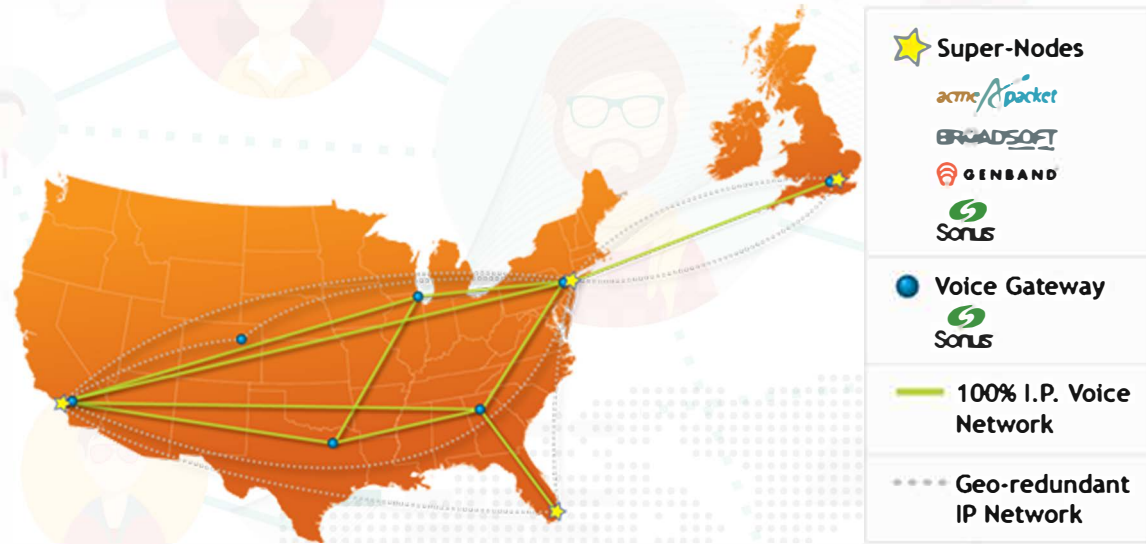 Super-Nodes
acme packet
BROADSOFT
GENBAND
Sonus
Voice Gateway
Sonus
100% I.P. Voice
Network
Geo-redundant
IP Network